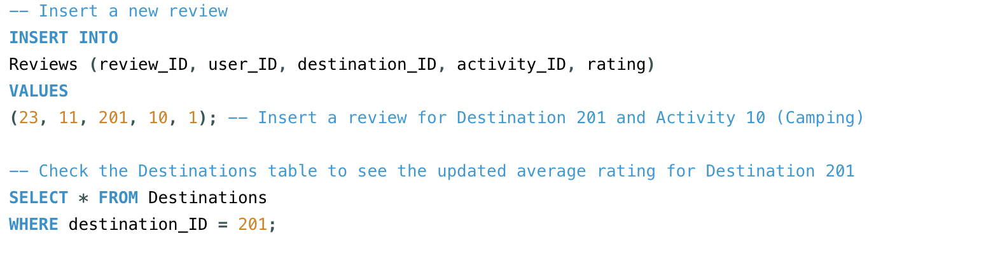 -- Insert a new review
INSERT INTO
Reviews (review_ID, user_ID, destination_ID, activity_ID, rating)
VALUES
(23, 11, 201, 10, 1); -- Insert a review for Destination 201 and Activity 10 (Camping)
-- Check the Destinations table to see the updated average rating for Destination 201
SELECT * FROM Destinations
WHERE destination_ID = 201;